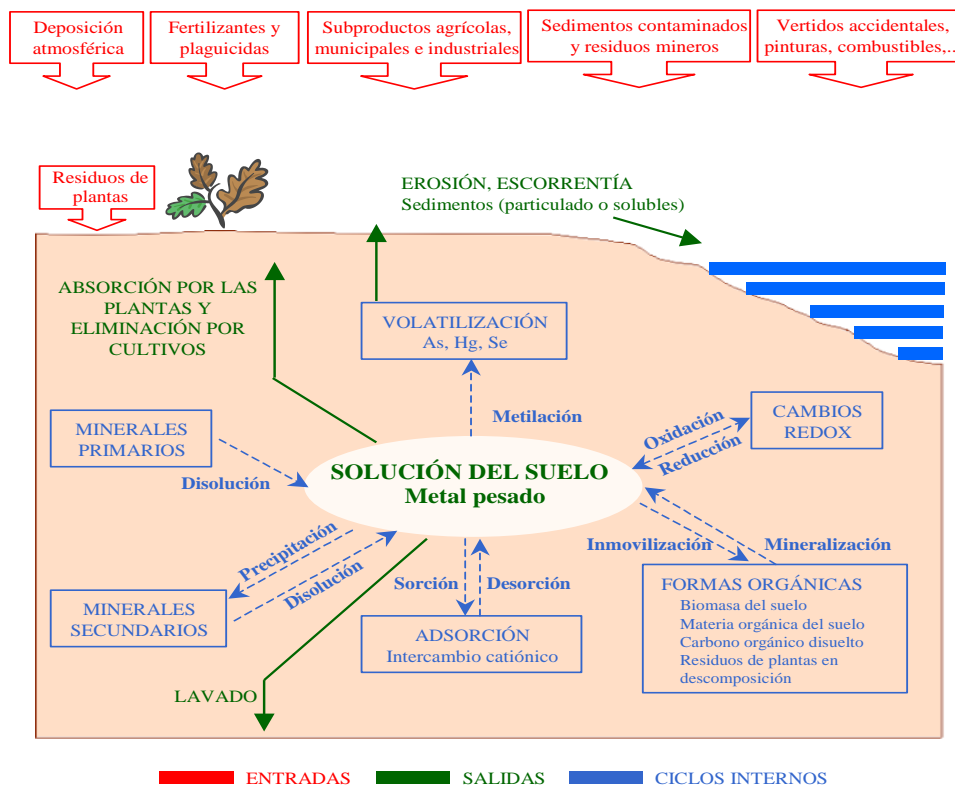 Deposición
atmosférica
Fertilizantes y
plaguicidas
Subproductos agrícolas,
municipales e industriales
Sedimentos contaminados
y residuos mineros
Vertidos accidentales,
pinturas, combustibles,..
Residuos de
plantas
EROSIÓN, ESCORRENTÍA
Sedimentos (particulado o solubles)
ABSORCIÓN POR LAS
PLANTAS Y
ELIMINACIÓN POR
CULTIVOS
VOLATILIZACIÓN
As, Hg, Se
Metilación
MINERALES
PRIMARIOS
Disolución
Oxidación
Reducción
CAMBIOS
REDOX
SOLUCIÓN DEL SUELO
Metal pesado
Precipitación
Disolución
MINERALES
SECUNDARIOS
Sorción
Desorción
ADSORCIÓN
Intercambio catiónico
Inmovilización
Mineralización
FORMAS ORGÁNICAS
Biomasa del suelo
Materia orgánica del suelo
Carbono orgánico disuelto
Residuos de plantas en
descomposición
LAVADO
ENTRADAS
SALIDAS
CICLOS INTERNOS